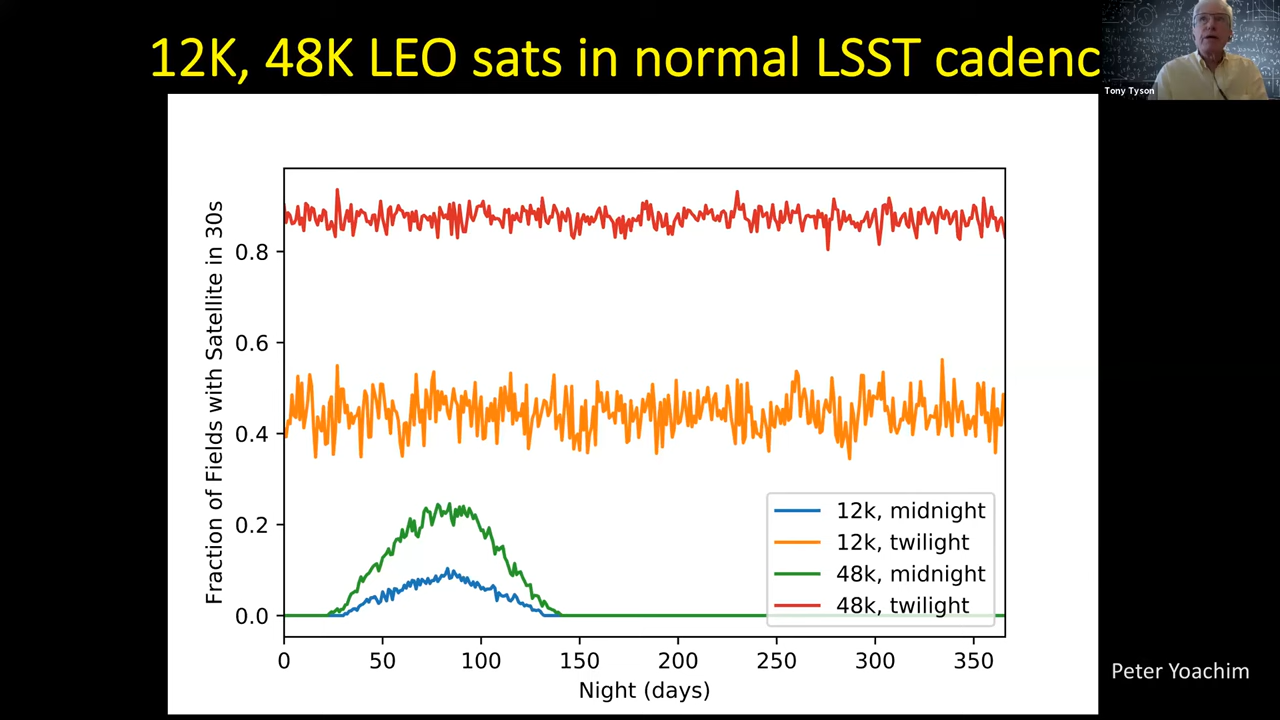 12K, 48K LEO sats in normal LSST cadenc
Tony Tyson
Fraction of Fields with Satellite in 30s
0.8
0.6
0.4
0.2
0.0
12k, midnight
12k, twilight
48k, midnight
48k, twilight
0 50 100 150 200 250 300 350
Night (days)
Peter Yoachim